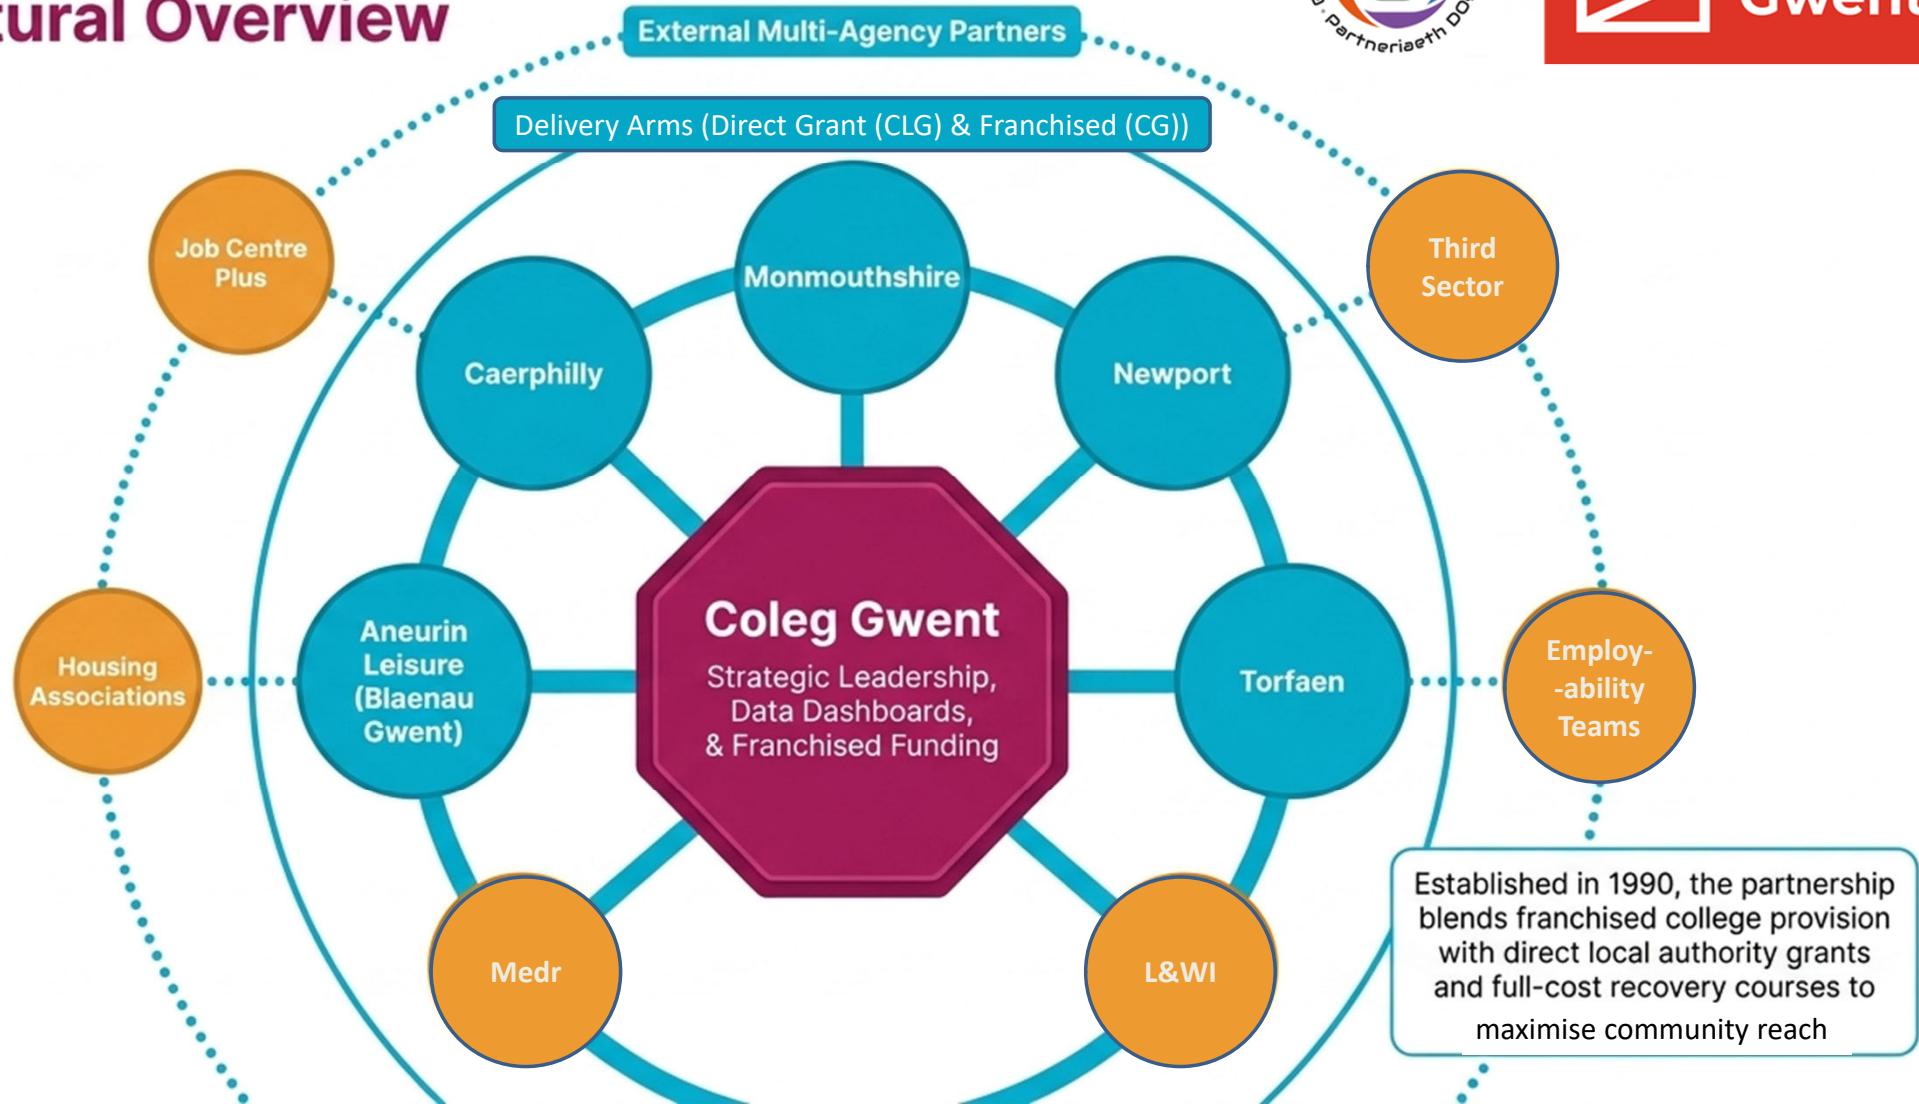 tural Overview
Partneriaeth
Gwent
External Multi-Agency Partners
Delivery Arms (Direct Grant (CLG) & Franchised (CG))
Job Centre
Plus
Third
Sector
Monmouthshire
Caerphilly
Newport
Aneurin
Leisure
(Blaenau
Gwent)
Housing
Associations
Coleg Gwent
Strategic Leadership,
Data Dashboards,
& Franchised Funding
Torfaen
Employ-
-ability
Teams
Medr
L&WI
Established in 1990, the partnership
blends franchised college provision
with direct local authority grants
and full-cost recovery courses to
maximise community reach